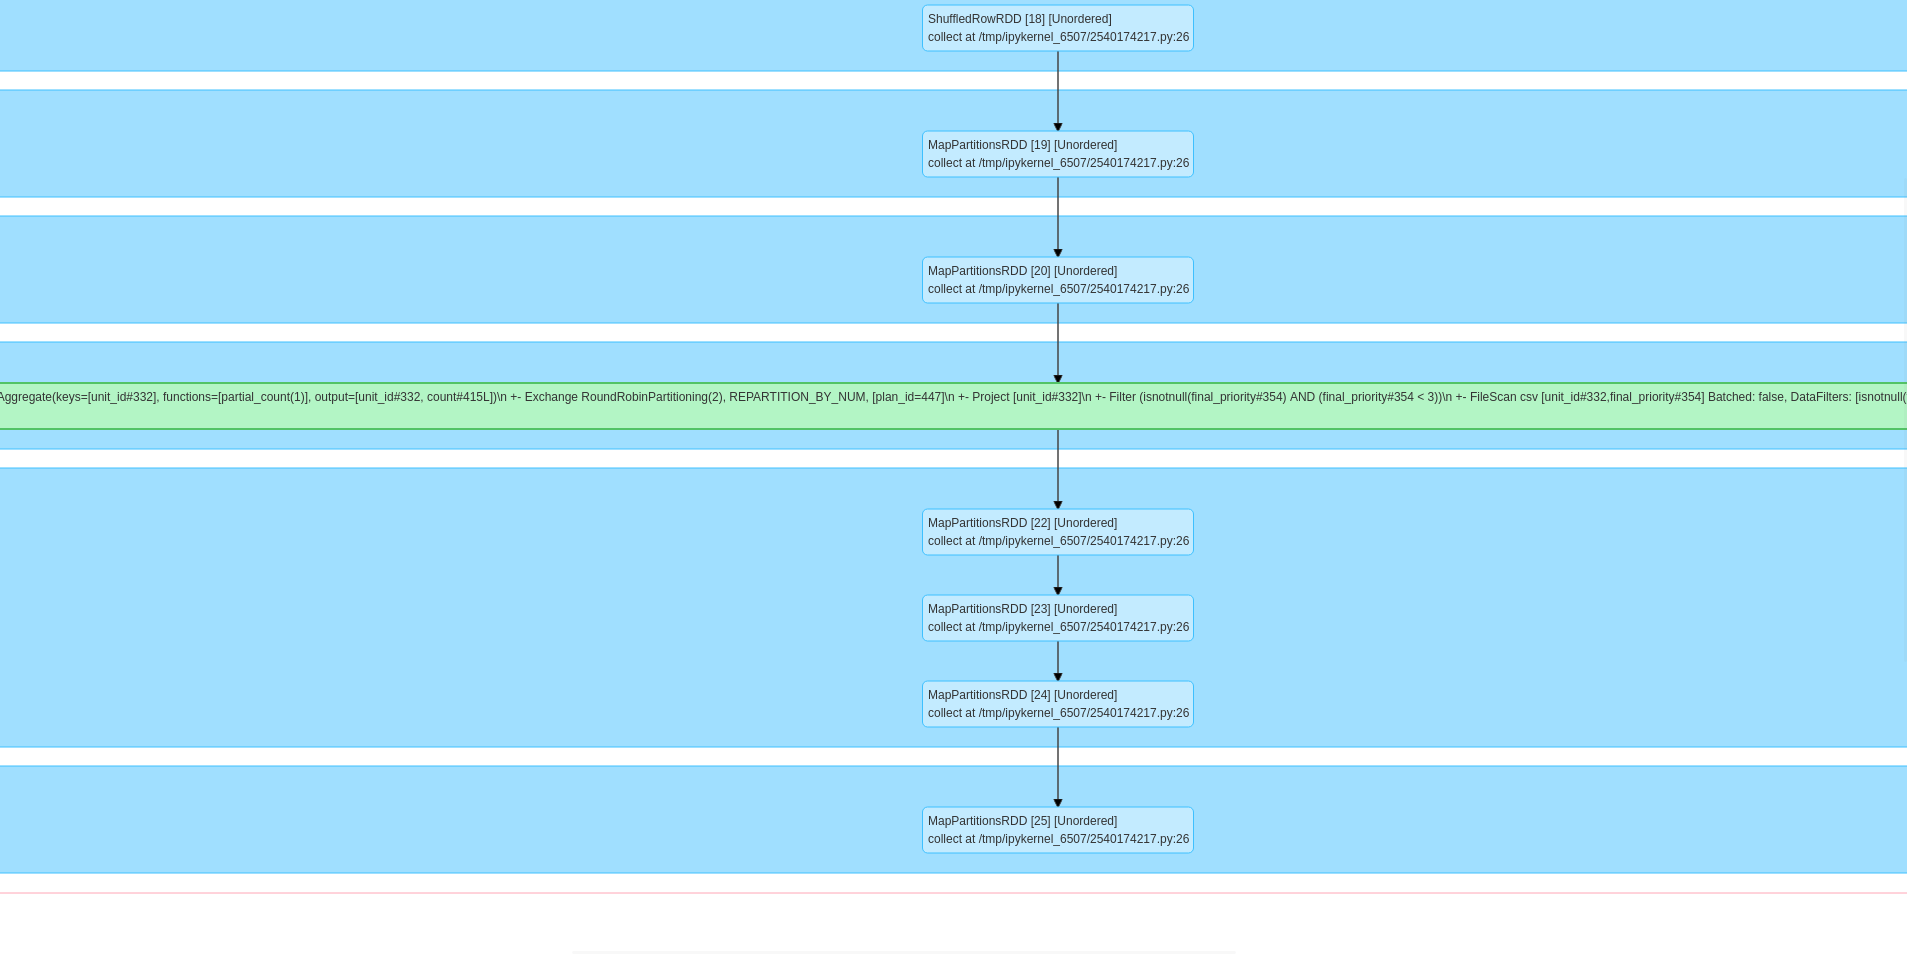 ShuffledRowRDD [18] [Unordered]
collect at /tmp/ipykernel_6507/2540174217.py:26
MapPartitionsRDD [19] [Unordered]
collect at /tmp/ipykernel_6507/2540174217.py:26
MapPartitionsRDD [20] [Unordered]
collect at /tmp/ipykernel_6507/2540174217.py:26
Aggregate(keys=[unit_id#332], functions=[partial_count(1)], output=[unit_id#332, count#415L])\n +- Exchange RoundRobinPartitioning(2), REPARTITION_BY_NUM, [plan_id=447]\n +- Project [unit_id#332]\n +- Filter (isnotnull(final_priority#354) AND (final_priority#354 < 3))\n +- FileScan csv [unit_id#332,final_priority#354] Batched: false, DataFilters: [isnotnull(
MapPartitionsRDD [22] [Unordered]
collect at /tmp/ipykernel_6507/2540174217.py:26
MapPartitionsRDD [23] [Unordered]
collect at /tmp/ipykernel_6507/2540174217.py:26
MapPartitionsRDD [24] [Unordered]
collect at /tmp/ipykernel_6507/2540174217.py:26
MapPartitionsRDD [25] [Unordered]
collect at /tmp/ipykernel_6507/2540174217.py:26